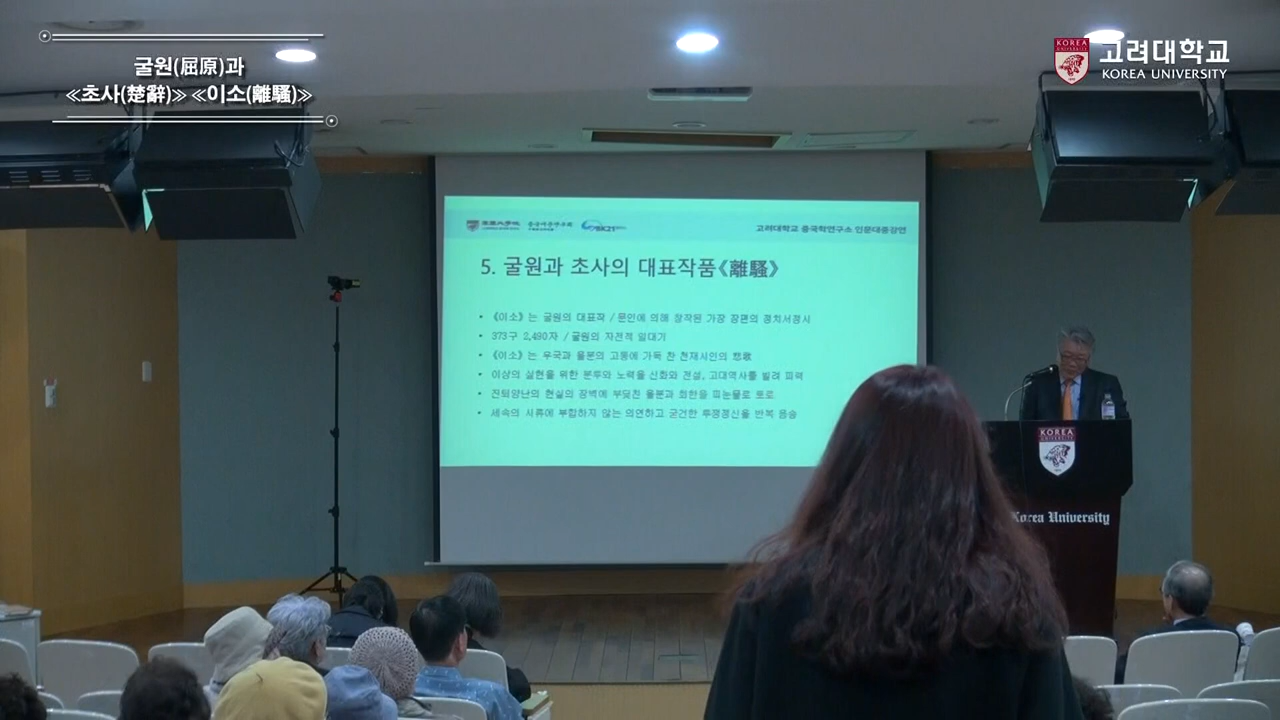 굴원(屈原)과
≪초사(楚辭)≫ ≪이소(離騷)≫
KOREA
고려대학교
KOREA UNIVERSITY
BK21
고려대학교 중국학연구소 인문대중강연
5. 굴원과 초사의 대표작품《離騷》
• 《이소》는 굴원의 대표작 / 문인에 의해 창작된 가장 장편의 정치서정시
• 373구 2,490자 / 굴원의 자전적 일대기
• 《이소》는 우국과 울분의 고통에 가득 찬 천재시인의 悲歌
• 이상의 실현을 위한 분투와 노력을 신화와 전설, 고대역사를 빌려 피력
• 진퇴양난의 현실의 장벽에 부딪친 울분과 회한을 피눈물로 토로
• 세속의 시류에 부합하지 않는 의연하고 굳건한 투쟁정신을 반복 음송
KOREA
Korea University